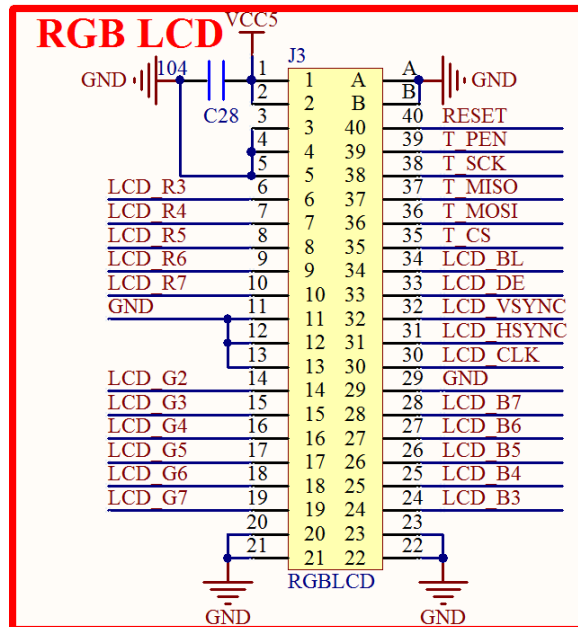 RGB LCD
VCC5
J3
GND
104
C28
GND
1 1 A A
2 2 B B
3 3 40 40 RESET
4 4 39 39 T_PEN
5 5 38 38 T_SCK
LCD_R3 6 6 37 37 T_MISO
LCD_R4 7 7 36 36 T_MOSI
LCD_R5 8 8 35 35 T_CS
LCD_R6 9 9 34 34 LCD_BL
LCD_R7 10 10 33 33 LCD_DE
GND 11 11 32 32 LCD_VSYNC
12 12 31 31 LCD_HSYNC
13 13 30 30 LCD_CLK
LCD_G2 14 14 29 29 GND
LCD_G3 15 15 28 28 LCD_B7
LCD_G4 16 16 27 27 LCD_B6
LCD_G5 17 17 26 26 LCD_B5
LCD_G6 18 18 25 25 LCD_B4
LCD_G7 19 19 24 24 LCD_B3
20 20 23 23
21 21 22 22
RGBLCD
GND
GND